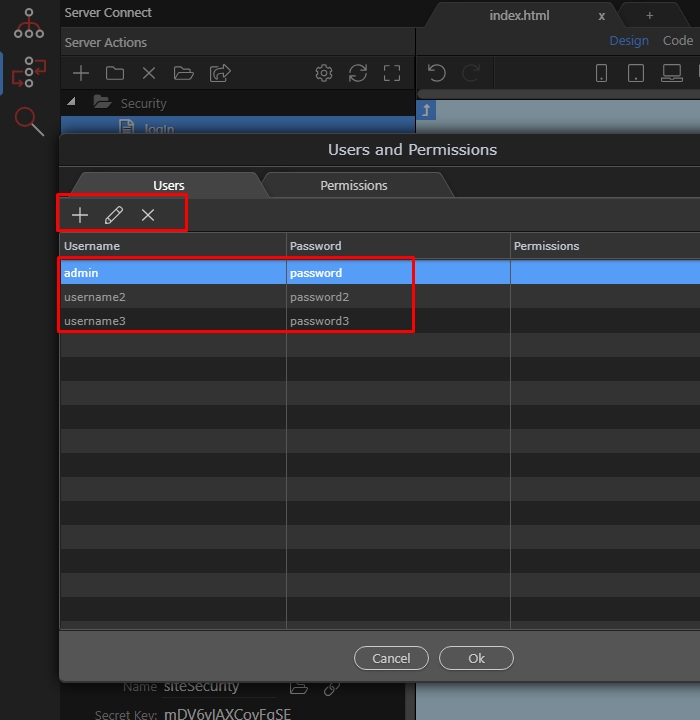 Server Connect
index.html x +
Server Actions
Design Code
Security
login
Users and Permissions
Users Permissions
Username Password Permissions
admin password
username2 password2
username3 password3
Cancel Ok
Name siteSecurity
Secret Key: